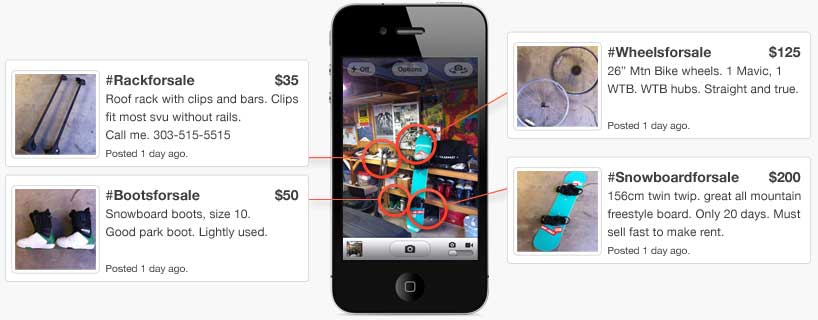 #Rackforsale $35
Roof rack with clips and bars. Clips
fit most svu without rails.
Call me. 303-515-5515
Posted 1 day ago.
#Bootsforsale $50
Snowboard boots, size 10.
Good park boot. Lightly used.
Posted 1 day ago.
Off
Options
#Wheelsforsale $125
26" Mtn Bike wheels. 1 Mavic, 1
WTB. WTB hubs. Straight and true.
Posted 1 day ago.
#Snowboardforsale $200
156cm twin twip. great all mountain
freestyle board. Only 20 days. Must
sell fast to make rent.
Posted 1 day ago.